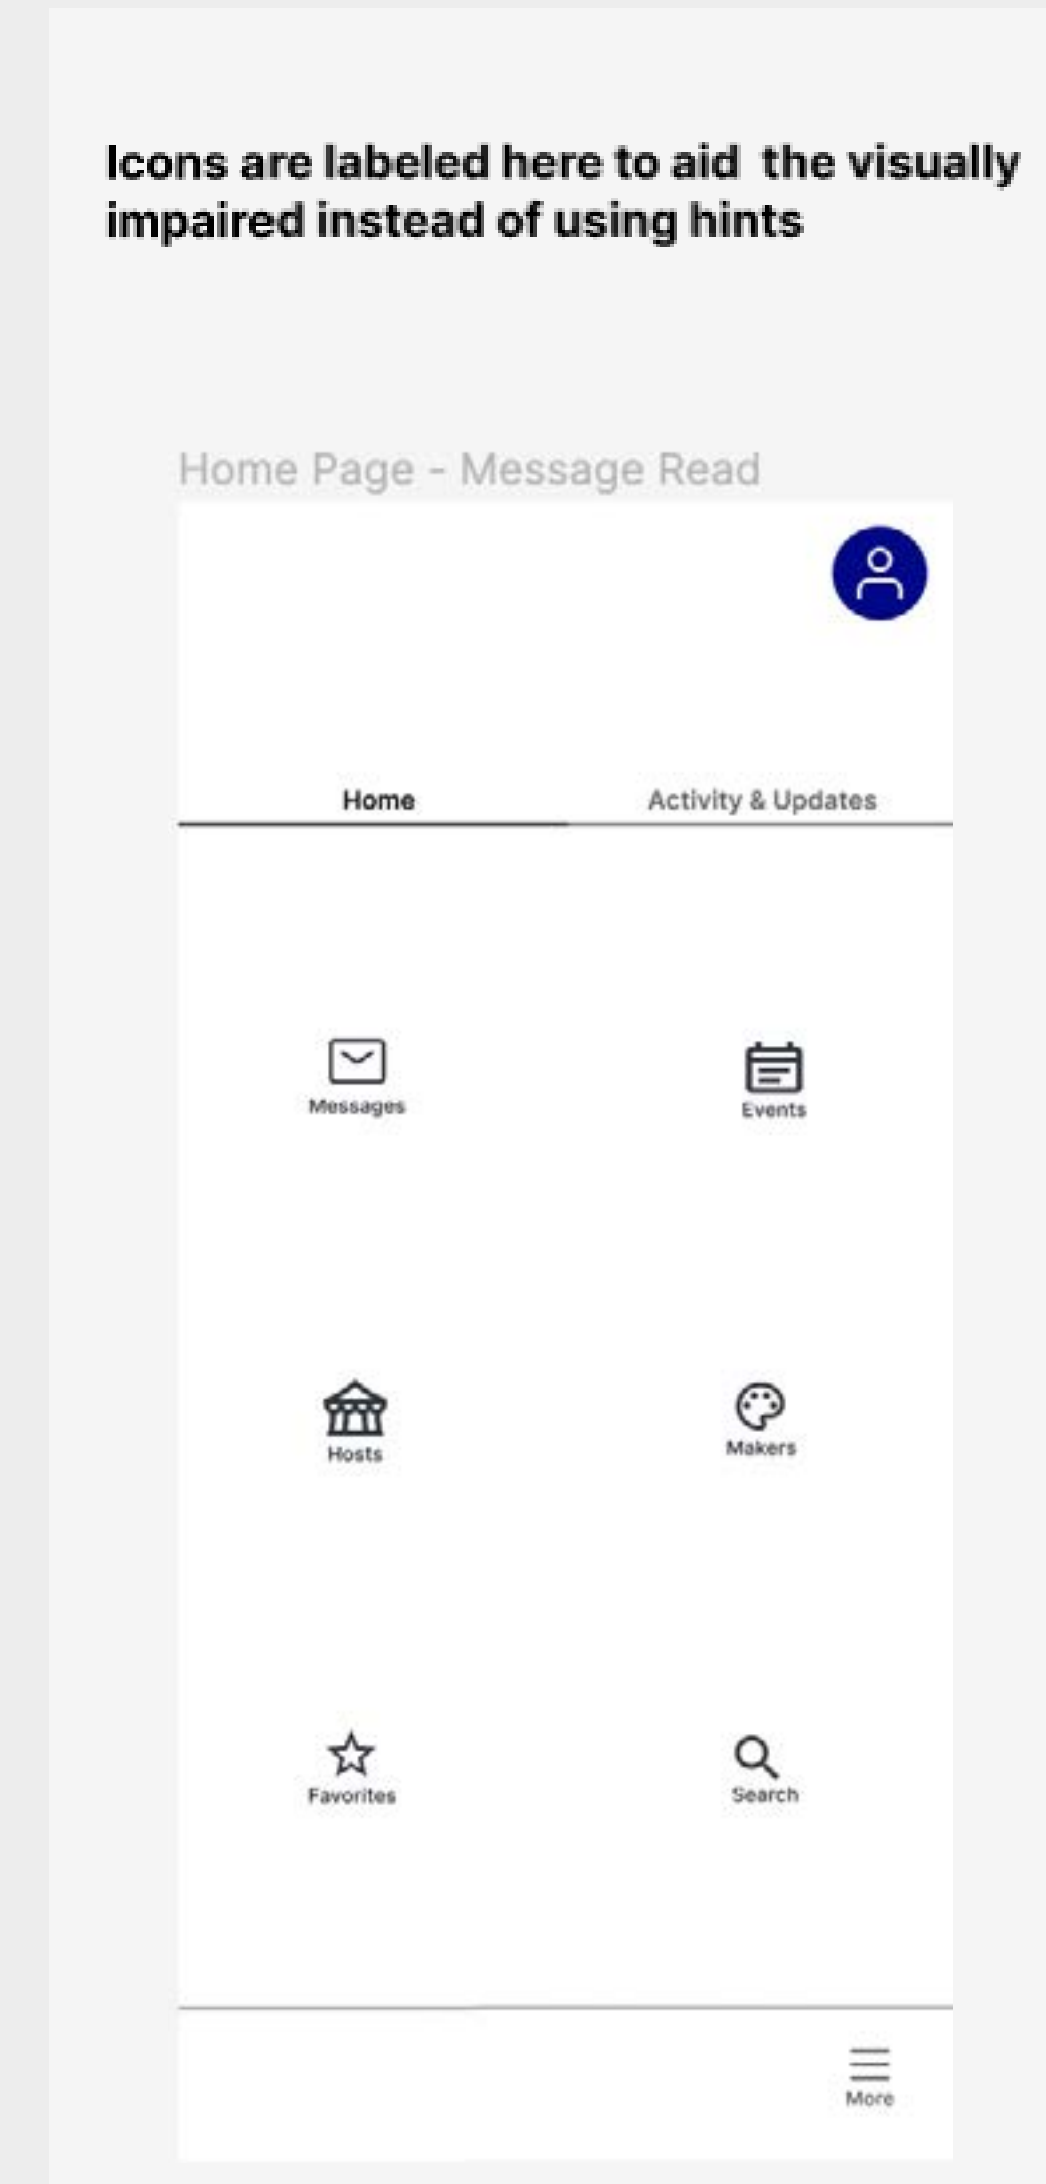 Icons are labeled here to aid  the visually
impaired instead of using hints
Home Page - Message Read
Home
Activity & Updates
Messages
Events
Hosts
Makers
Favorites
Search
More